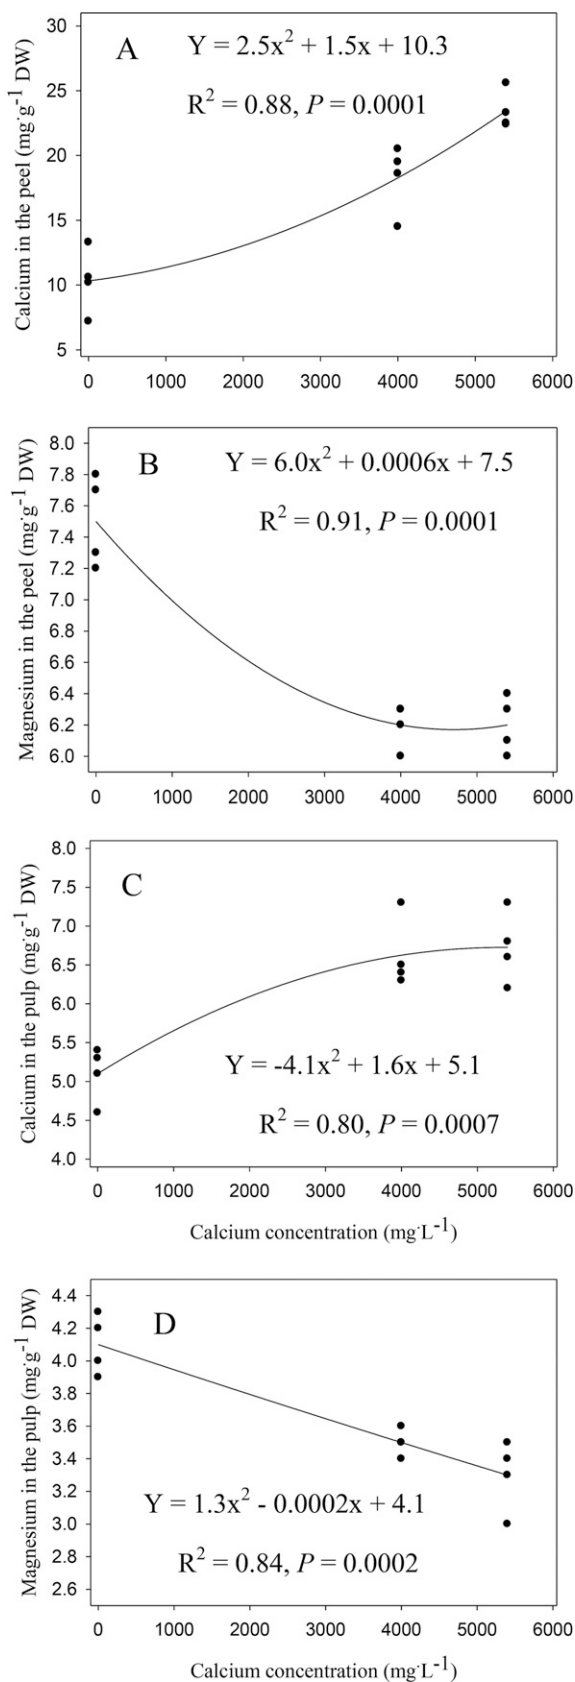 30
A
Y = 2.5x² + 1.5x + 10.3
25
R² = 0.88, P = 0.0001
20
15
10
5
Calcium in the peel (mg·g⁻¹ DW)
0 1000 2000 3000 4000 5000 6000
8.0
B
Y = 6.0x² + 0.0006x + 7.5
7.8
7.6
R² = 0.91, P = 0.0001
7.4
7.2
7.0
6.8
6.6
6.4
6.2
6.0
Magnesium in the peel (mg·g⁻¹ DW)
0 1000 2000 3000 4000 5000 6000
8.0
C
7.5
7.0
6.5
6.0
5.5
5.0
4.5
4.0
Calcium in the pulp (mg·g⁻¹ DW)
Y = -4.1x² + 1.6x + 5.1
R² = 0.80, P = 0.0007
0 1000 2000 3000 4000 5000 6000
Calcium concentration (mg·L⁻¹)
4.4
D
4.2
4.0
3.8
3.6
3.4
3.2
3.0
2.8
2.6
Magnesium in the pulp (mg·g⁻¹ DW)
Y = 1.3x² - 0.0002x + 4.1
R² = 0.84, P = 0.0002
0 1000 2000 3000 4000 5000 6000
Calcium concentration (mg·L⁻¹)